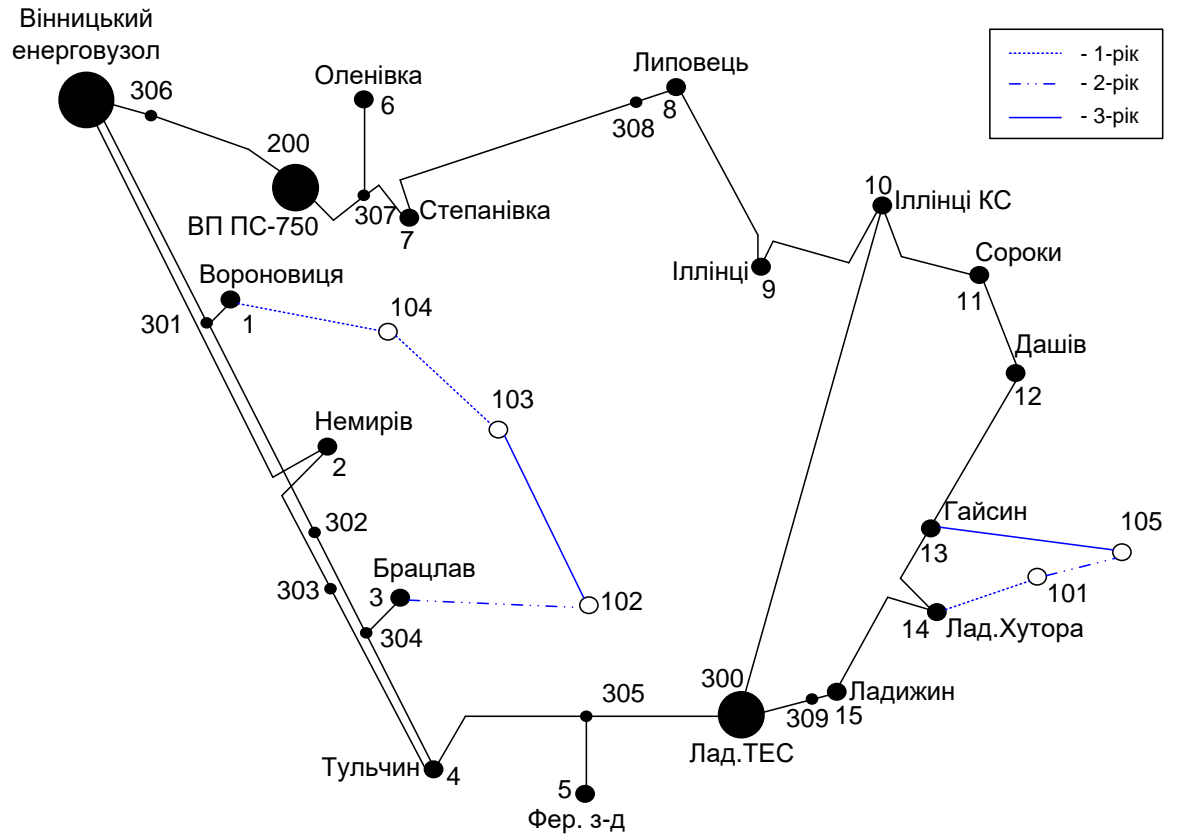 Вінницький
енерговузол
306
Оленівка
6
Липовець
8
308
- 1-рік
- 2-рік
- 3-рік
200
ВП ПС-750
307
Степанівка
7
10
Іллінці КС
Іллінці
9
Сороки
11
Вороновиця
1
301
104
103
Дашів
12
Немирів
2
302
303
Брацлав
3
304
102
Гайсин
13
105
101
14
Лад.Хутора
300
305
309
15
Ладижин
Лад.ТЕС
Тульчин
4
5
Фер. з-д